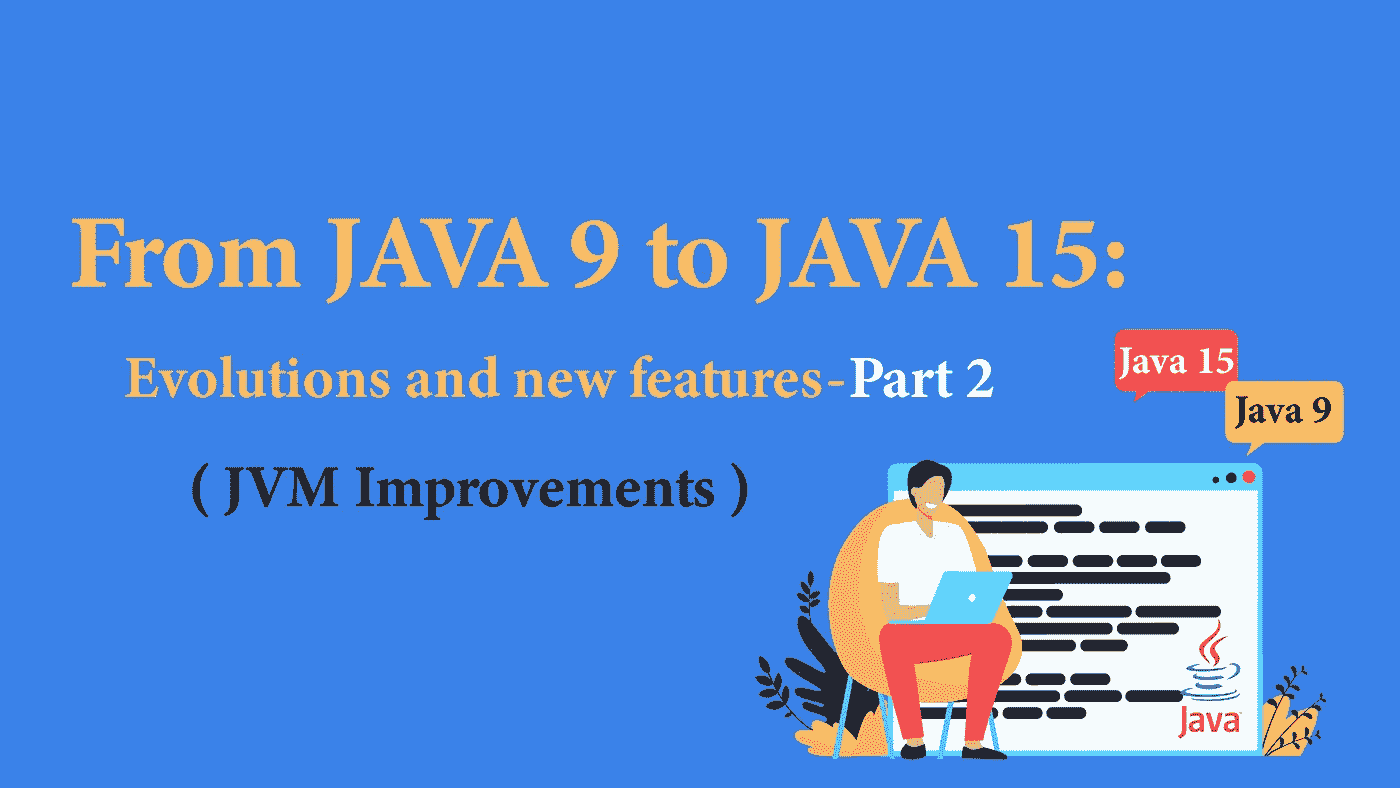 From JAVA 9 to JAVA 15:
Evolutions and new features-Part 2
( JVM Improvements )
Java 15
Java 9
Java